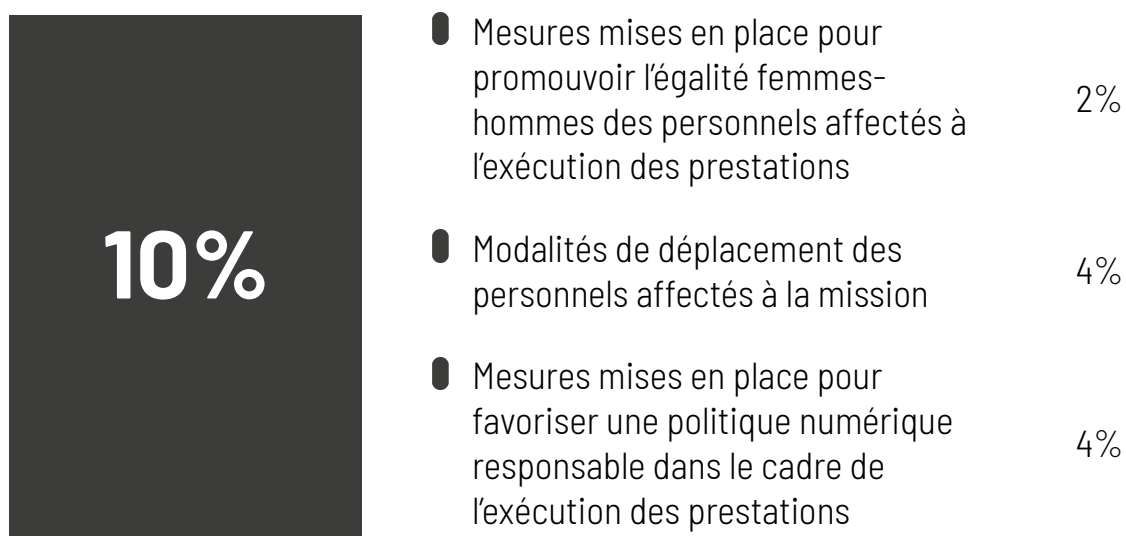 10%
Mesures mises en place pour
promouvoir l'égalité femmes-
hommes des personnels affectés à
l'exécution des prestations
2%
Modalités de déplacement des
personnels affectés à la mission
4%
Mesures mises en place pour
favoriser une politique numérique
responsable dans le cadre de
l'exécution des prestations
4%